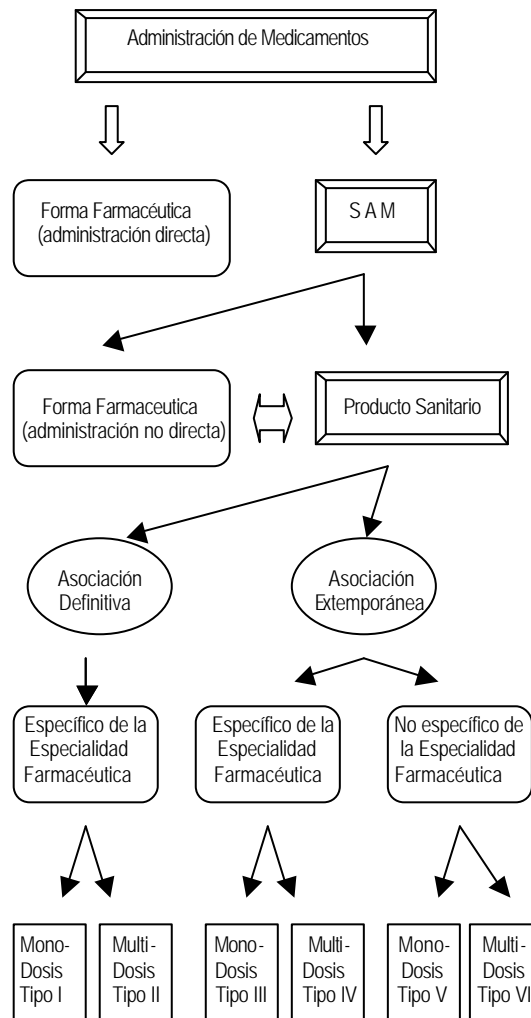 Administración de Medicamentos
Forma Farmacéutica
(administración directa)
S A M
Forma Farmaceutica
(administración no directa)
Producto Sanitario
Asociación
Definitiva
Asociación
Extemporánea
Específico de la
Especialidad
Farmacéutica
Específico de la
Especialidad
Farmacéutica
No específico de
la Especialidad
Farmacéutica
Mono-
Dosis
Tipo I
Multi-
Dosis
Tipo II
Mono-
Dosis
Tipo III
Multi-
Dosis
Tipo IV
Mono-
Dosis
Tipo V
Multi-
Dosis
Tipo VI